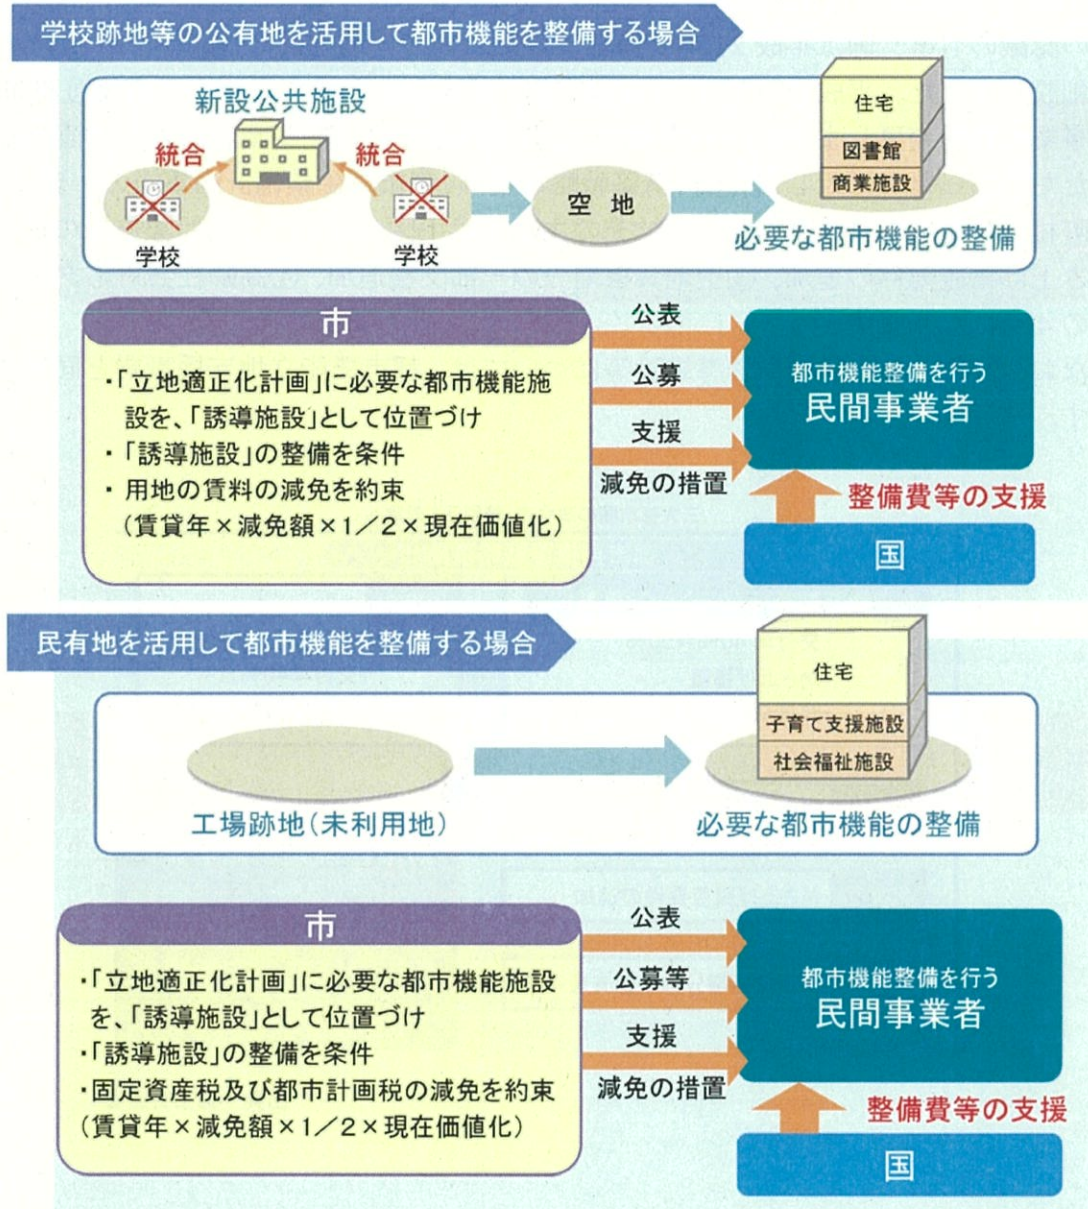 学校跡地等の公有地を活用して都市機能を整備する場合
新設公共施設
統合
統合
学校
学校
空 地
住宅
図書館
商業施設
必要な都市機能の整備
市
・「立地適正化計画」に必要な都市機能施
設を、「誘導施設」として位置づけ
・「誘導施設」の整備を条件
・ 用地の賃料の減免を約束
(賃貸年×減免額×1/2×現在価値化)
公表
公募
支援
減免の措置
都市機能整備を行う
民間事業者
整備費等の支援
国
民有地を活用して都市機能を整備する場合
工場跡地(未利用地)
住宅
子育て支援施設
社会福祉施設
必要な都市機能の整備
市
・「立地適正化計画」に必要な都市機能施設
を、「誘導施設」として位置づけ
・「誘導施設」の整備を条件
・固定資産税及び都市計画税の減免を約束
(賃貸年×減免額×1/2×現在価値化)
公表
公募等
支援
減免の措置
都市機能整備を行う
民間事業者
整備費等の支援
国